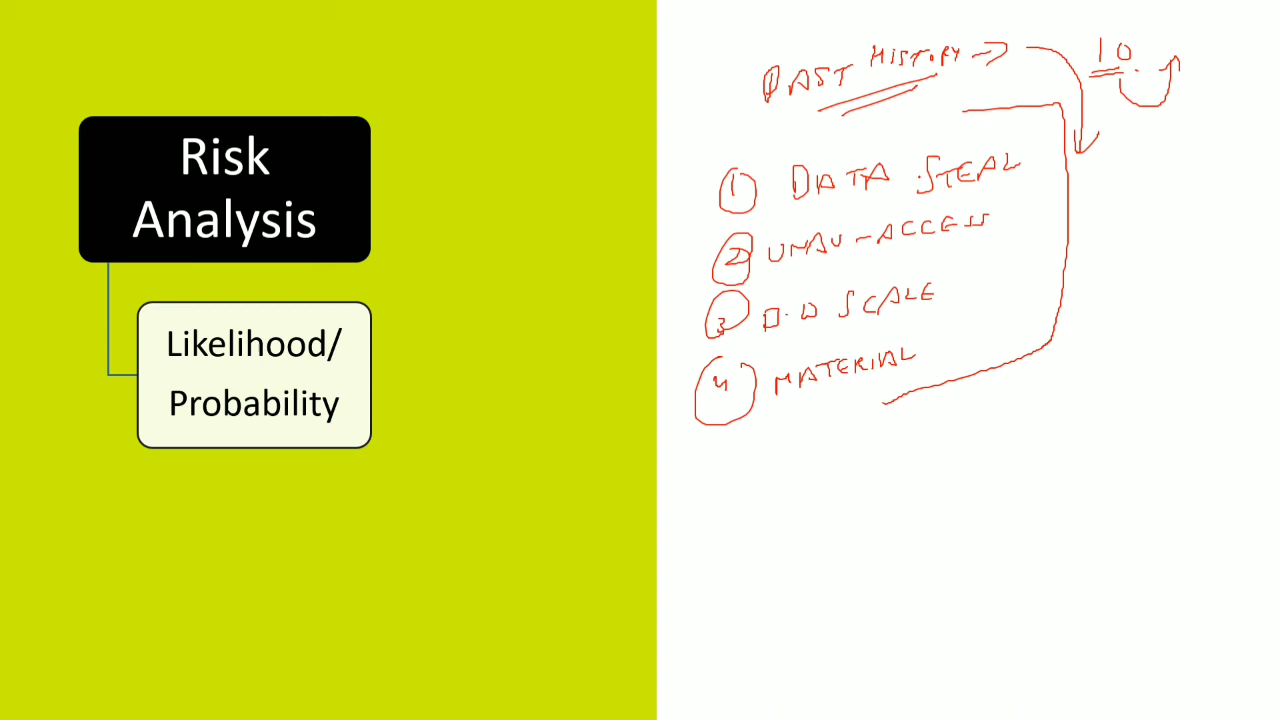 Risk
Analysis
Likelihood/
Probability
PAST HISTORY → 10
1 DATA STEAL
2 UNAU - ACCESS
3 SCALE
4 MATERIAL